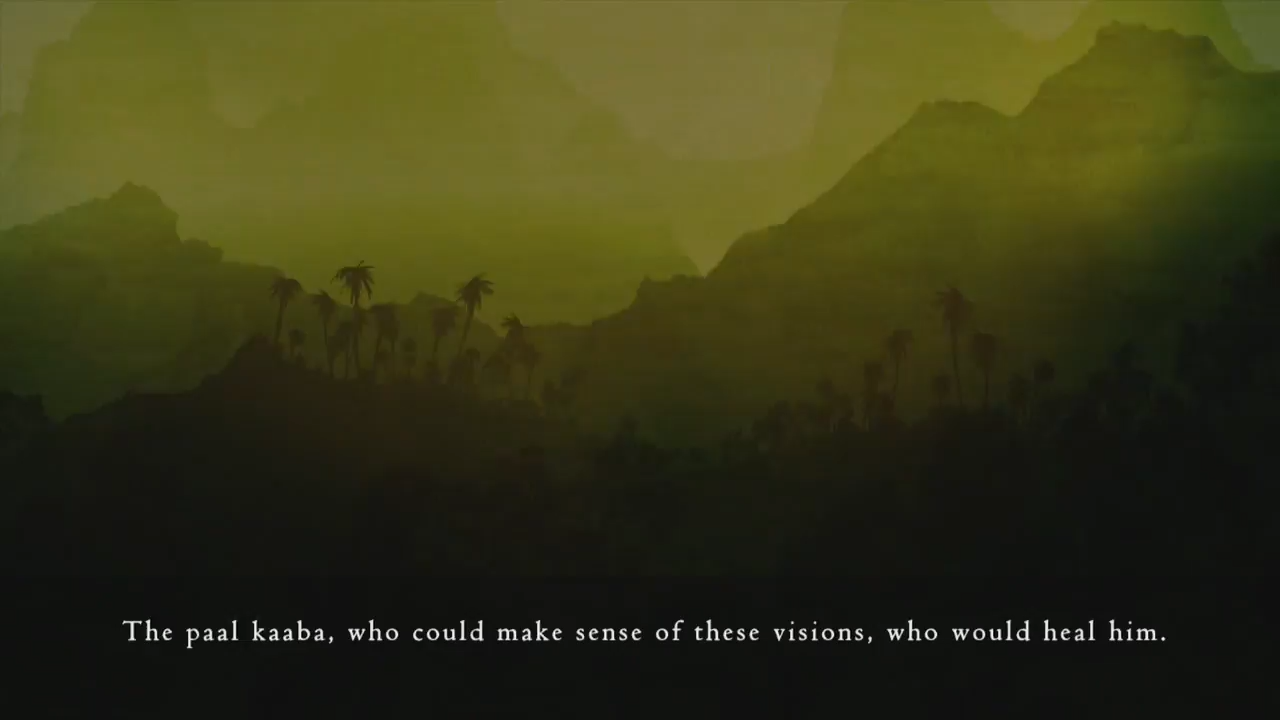 The paal kaaba, who could make sense of these visions, who would heal him.